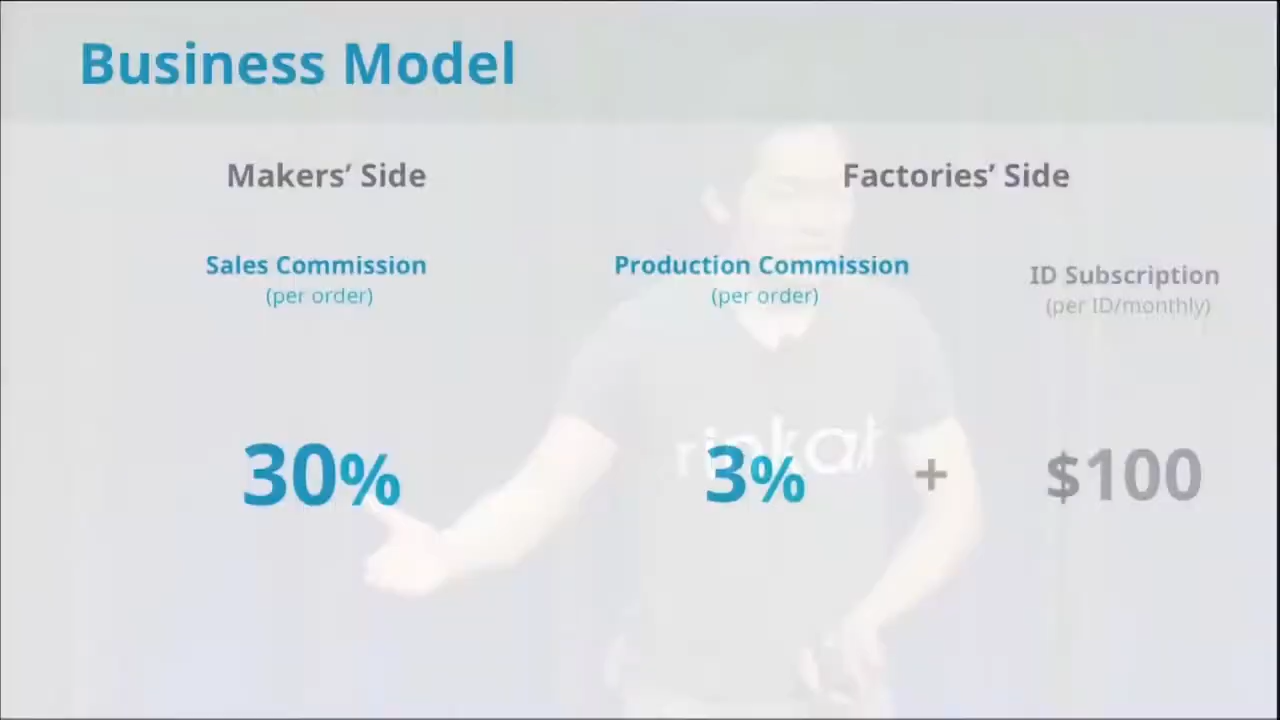 Business Model
Makers’ Side
Factories’ Side
Sales Commission
(per order)
Production Commission
(per order)
ID Subscription
(per ID/monthly)
30%
3%
+
$100